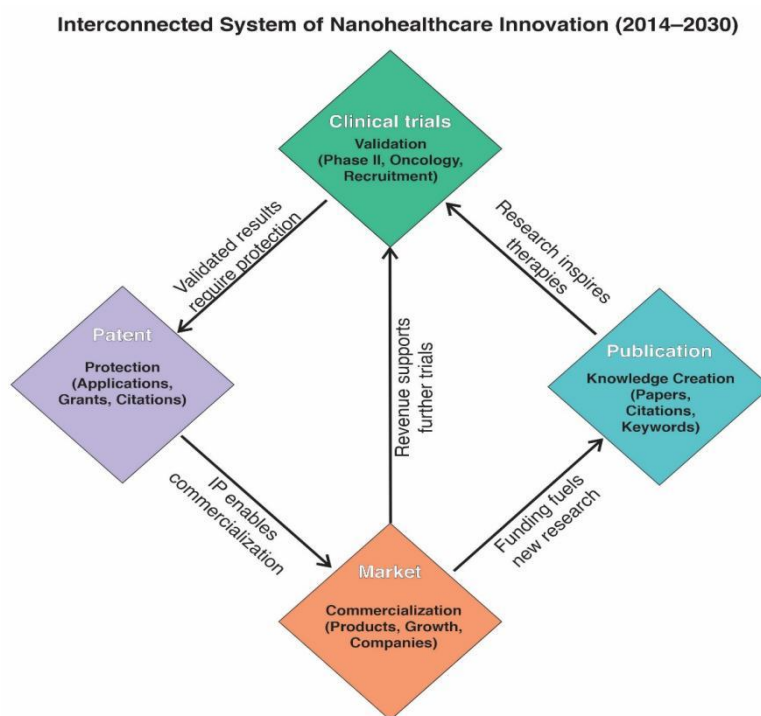 Interconnected System of Nanohealthcare Innovation (2014–2030)
Clinical trials
Validation
(Phase II, Oncology,
Recruitment)
Validated results
require protection
Research inspires
therapies
Patent
Protection
(Applications,
Grants, Citations)
Revenue supports
further trials
Publication
Knowledge Creation
(Papers,
Citations,
Keywords)
IP enables
commercialization
Funding fuels
new research
Market
Commercialization
(Products, Growth,
Companies)